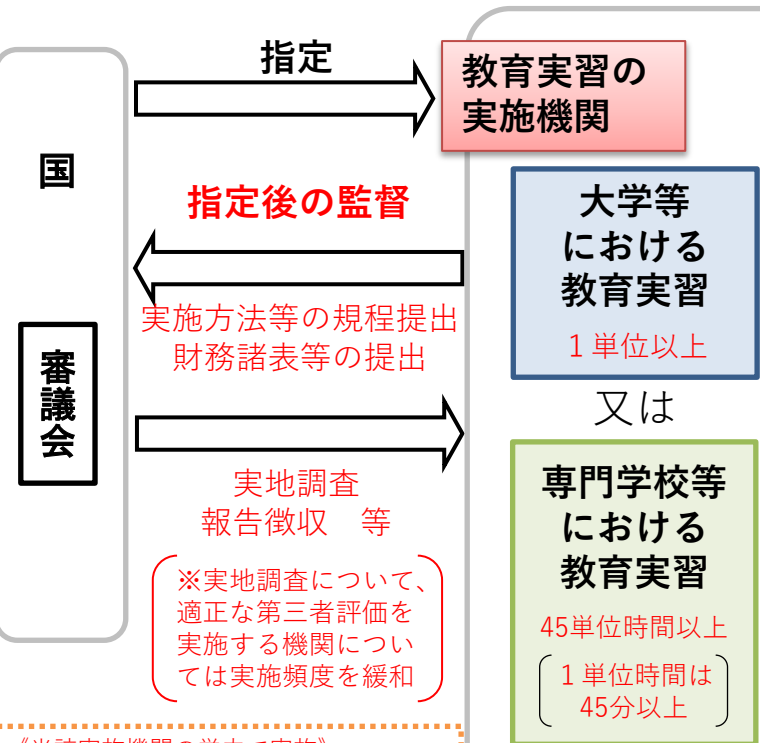 指定
教育実習の
実施機関
国
審議会
指定後の監督
実施方法等の規程提出
財務諸表等の提出
実地調査
報告徴収　等
※実地調査について、
適正な第三者評価を
実施する機関につい
ては実施頻度を緩和
大学等
における
教育実習
１単位以上
又は
専門学校等
における
教育実習
45単位時間以上
１単位時間は
45分以上